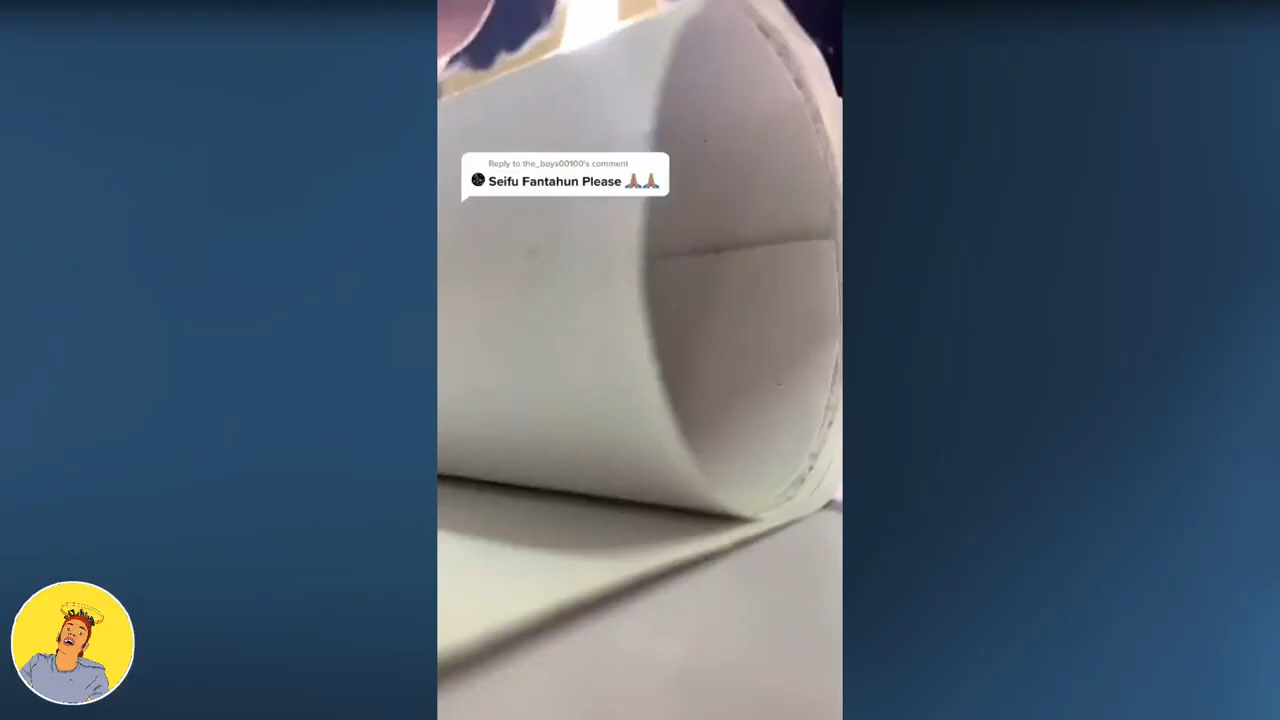 Reply to the_boys00100's comment
Seifu Fantahun Please 🙏🏽🙏🏽